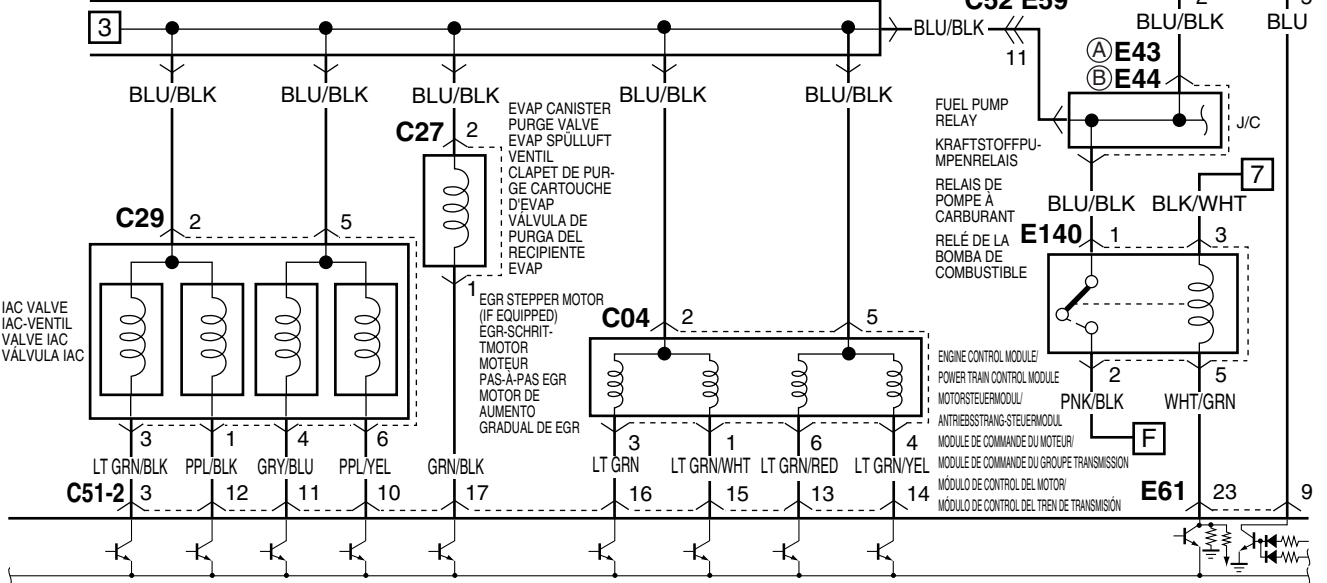 C52 E59
2
BLU/BLK
BLU
3
BLU/BLK
11
Ⓐ E43
Ⓑ E44
J/C
BLU/BLK
BLU/BLK
BLU/BLK
BLU/BLK
BLU/BLK
C27 2
EVAP CANISTER
PURGE VALVE
EVAP SPÜLLUFT
VENTIL
CLAPET DE PUR-
GE CARTOUCHE
D'EVAP
VÁLVULA DE
PURGA DEL
RECIPIENTE
EVAP
1
FUEL PUMP
RELAY
KRAFTSTOFFPU-
MPENRELAIS
RELAIS DE
POMPE À
CARBURANT
RELÉ DE LA
BOMBA DE
COMBUSTIBLE
7
BLU/BLK
BLK/WHT
E140 1
3
C29 2
5
IAC VALVE
IAC-VENTIL
VALVE IAC
VÁLVULA IAC
EGR STEPPER MOTOR
(IF EQUIPPED)
EGR-SCHRIT-
TMOTOR
MOTEUR
PAS-À-PAS EGR
MOTOR DE
AUMENTO
GRADUAL DE EGR
C04 2
5
ENGINE CONTROL MODULE/
POWER TRAIN CONTROL MODULE
MOTORSTEUERMODUL/
ANTRIEBSSTRANG-STEUERMODUL
MODULE DE COMMANDE DU MOTEUR/
MODULE DE COMMANDE DU GROUPE TRANSMISSION
MÓDULO DE CONTROL DEL MOTOR/
MÓDULO DE CONTROL DEL TREN DE TRANSMISIÓN
2
5
PNK/BLK
WHT/GRN
F
3
1
4
6
3
1
6
4
LT GRN/BLK
PPL/BLK
GRY/BLU
PPL/YEL
GRN/BLK
LT GRN
LT GRN/WHT
LT GRN/RED
LT GRN/YEL
C51-2 3
12
11
10
17
16
15
13
14
E61 23
9